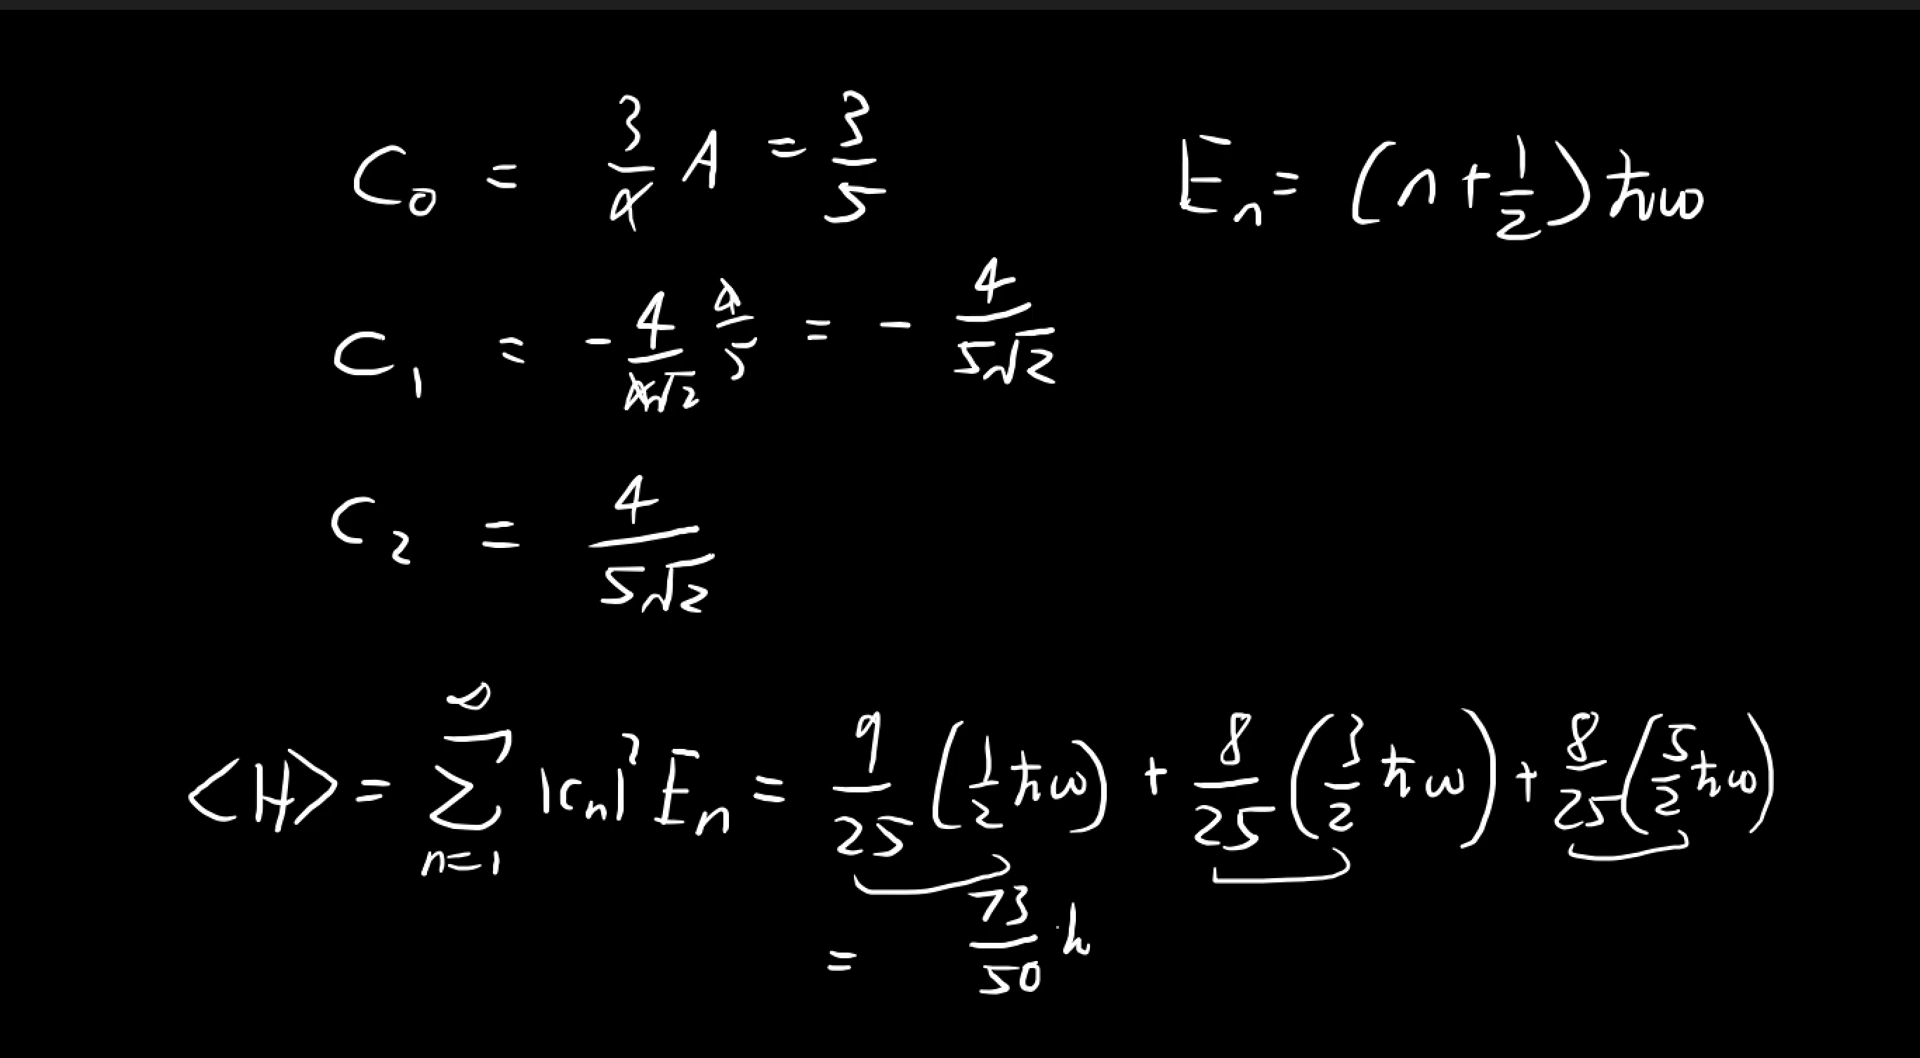 C₀ = 3/α A = 3/5
Eₙ = (n + 1/2) ħω
C₁ = - 4/(α√2) α/5 = - 4/(5√2)
C₂ = 4/(5√2)
<H> = ∑ₙ₌₁^∞ |cₙ|² Eₙ = 9/25 (1/2 ħω) + 8/25 (3/2 ħω) + 8/25 (5/2 ħω)
= 73/50 h